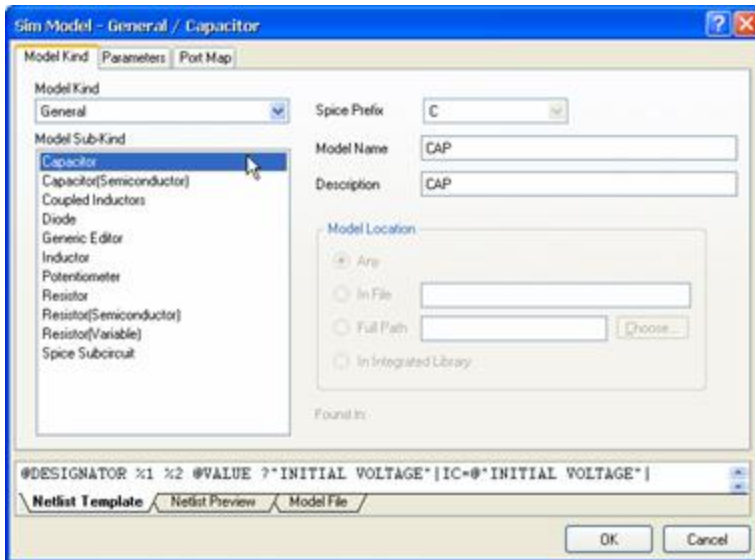 Sim Model - General / Capacitor
Model Kind Parameters Port Map
Model Kind
General
Spice Prefix C
Model Sub-Kind
Capacitor
Capacitor(Semiconductor)
Coupled Inductors
Diode
Generic Editor
Inductor
Potentiometer
Resistor
Resistor(Semiconductor)
Resistor(Variable)
Spice Subcircuit
Model Name CAP
Description CAP
Model Location
Any
In File
Full Path Choose...
In Integrated Library
Found In:
@DESIGNATOR %1 %2 @VALUE ?"INITIAL VOLTAGE"|IC=@"INITIAL VOLTAGE"|
Netlist Template Netlist Preview Model File
OK Cancel